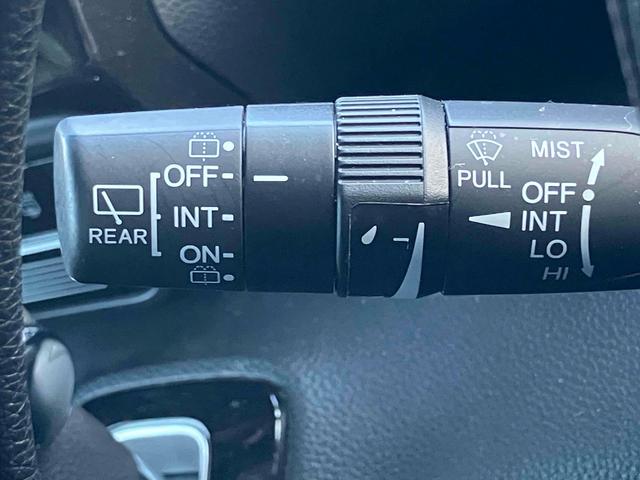 OFF
INT
ON
REAR
PULL
MIST
OFF
INT
LO
HI